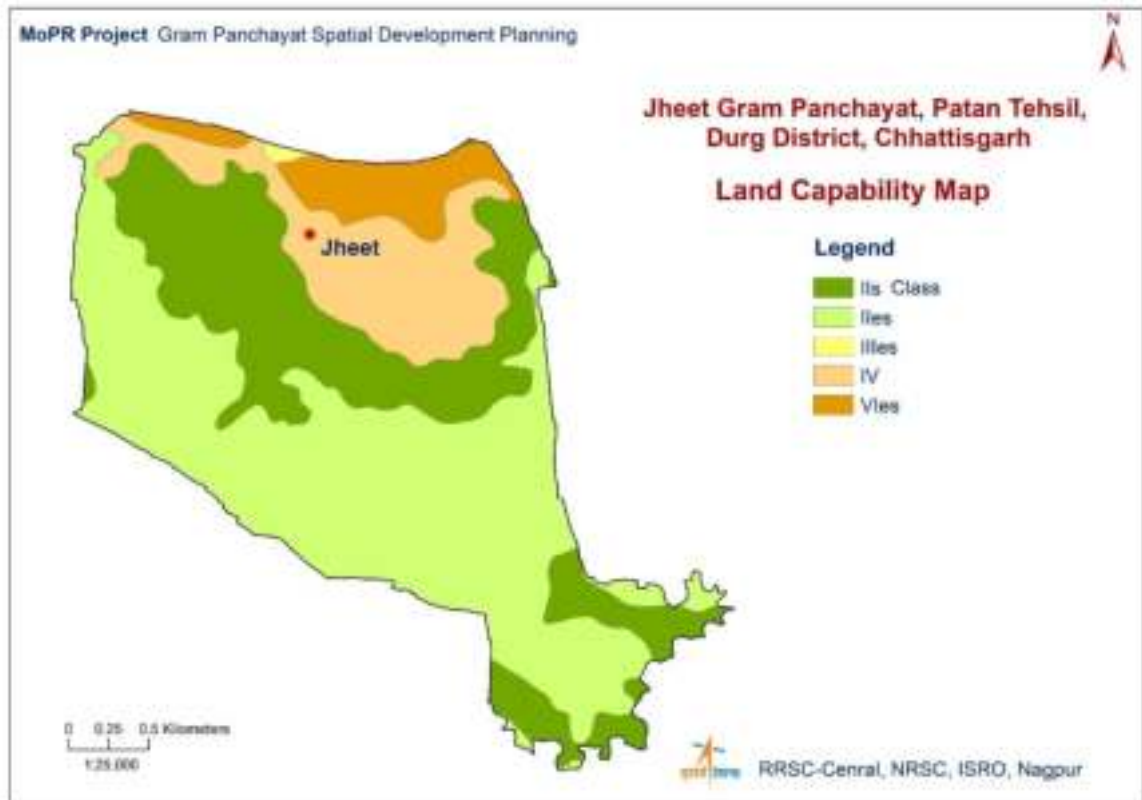 MoPR Project Gram Panchayat Spatial Development Planning
N
Jheet Gram Panchayat, Patan Tehsil,
Durg District, Chhattisgarh
Land Capability Map
Legend
IIs Class
IIes
IIIes
IV
VIes
Jheet
0 0.25 0.5 Kilometers
1:25,000
RRSC-Cenral, NRSC, ISRO, Nagpur